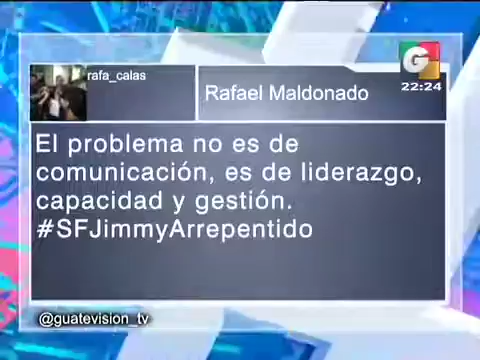 rafa_calas
Rafael Maldonado
G
22:24
El problema no es de
comunicación, es de liderazgo,
capacidad y gestión.
#SFJimmyArrepentido
@guatevision_tv